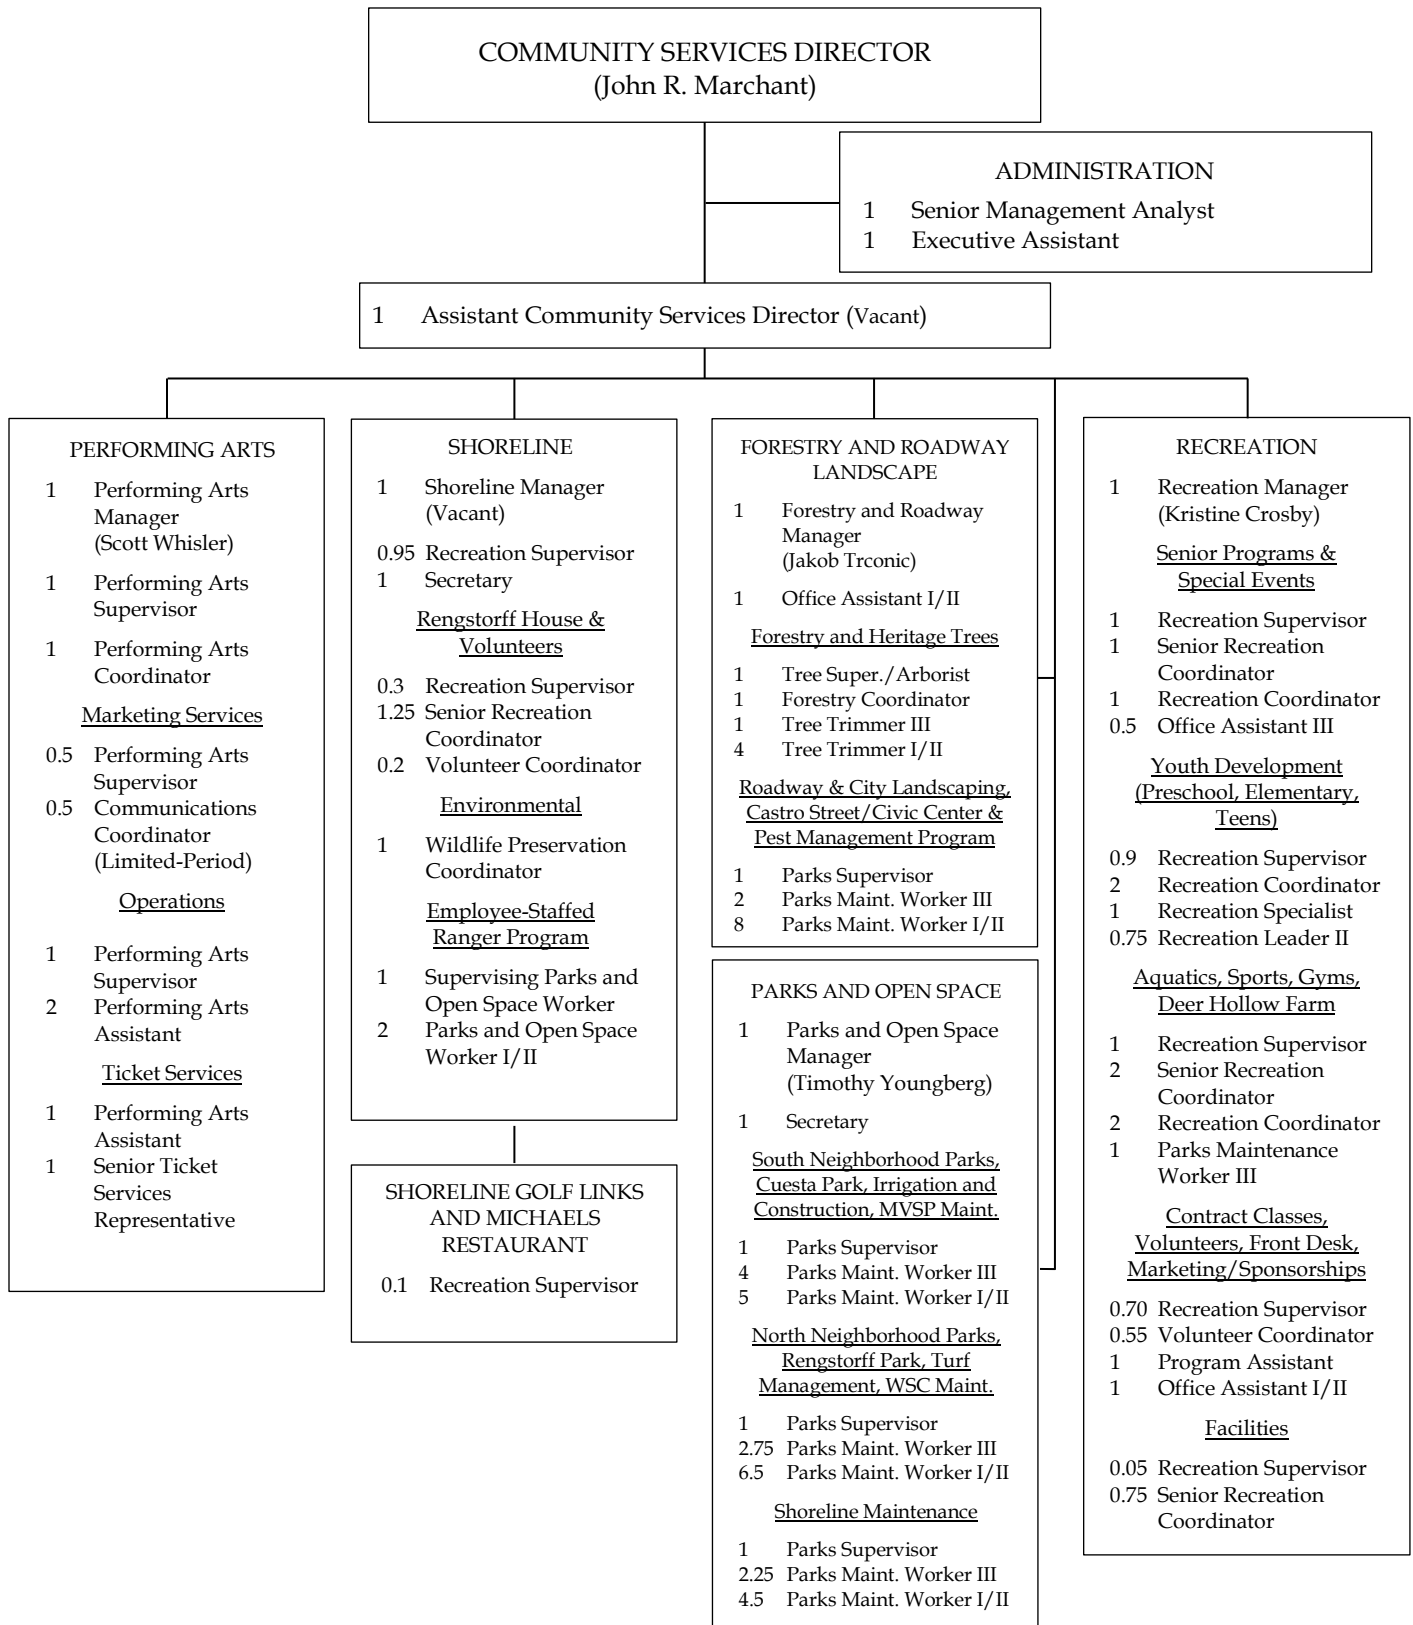 COMMUNITY SERVICES DIRECTOR
(John R. Marchant)
ADMINISTRATION
1 Senior Management Analyst
1 Executive Assistant
1 Assistant Community Services Director (Vacant)
PERFORMING ARTS
1 Performing Arts
Manager
(Scott Whisler)
1 Performing Arts
Supervisor
1 Performing Arts
Coordinator
Marketing Services
0.5 Performing Arts
Supervisor
0.5 Communications
Coordinator
(Limited-Period)
Operations
1 Performing Arts
Supervisor
2 Performing Arts
Assistant
Ticket Services
1 Performing Arts
Assistant
1 Senior Ticket
Services
Representative
SHORELINE
1 Shoreline Manager
(Vacant)
0.95 Recreation Supervisor
1 Secretary
Rengstorff House &
Volunteers
0.3 Recreation Supervisor
1.25 Senior Recreation
Coordinator
0.2 Volunteer Coordinator
Environmental
1 Wildlife Preservation
Coordinator
Employee-Staffed
Ranger Program
1 Supervising Parks and
Open Space Worker
2 Parks and Open Space
Worker I/II
SHORELINE GOLF LINKS
AND MICHAELS
RESTAURANT
0.1 Recreation Supervisor
FORESTRY AND ROADWAY
LANDSCAPE
1 Forestry and Roadway
Manager
(Jakob Trconic)
1 Office Assistant I/II
Forestry and Heritage Trees
1 Tree Super./Arborist
1 Forestry Coordinator
1 Tree Trimmer III
4 Tree Trimmer I/II
Roadway & City Landscaping,
Castro Street/Civic Center &
Pest Management Program
1 Parks Supervisor
2 Parks Maint. Worker III
8 Parks Maint. Worker I/II
PARKS AND OPEN SPACE
1 Parks and Open Space
Manager
(Timothy Youngberg)
1 Secretary
South Neighborhood Parks,
Cuesta Park, Irrigation and
Construction, MVSP Maint.
1 Parks Supervisor
4 Parks Maint. Worker III
5 Parks Maint. Worker I/II
North Neighborhood Parks,
Rengstorff Park, Turf
Management, WSC Maint.
1 Parks Supervisor
2.75 Parks Maint. Worker III
6.5 Parks Maint. Worker I/II
Shoreline Maintenance
1 Parks Supervisor
2.25 Parks Maint. Worker III
4.5 Parks Maint. Worker I/II
RECREATION
1 Recreation Manager
(Kristine Crosby)
Senior Programs &
Special Events
1 Recreation Supervisor
1 Senior Recreation
Coordinator
1 Recreation Coordinator
0.5 Office Assistant III
Youth Development
(Preschool, Elementary,
Teens)
0.9 Recreation Supervisor
2 Recreation Coordinator
1 Recreation Specialist
0.75 Recreation Leader II
Aquatics, Sports, Gyms,
Deer Hollow Farm
1 Recreation Supervisor
2 Senior Recreation
Coordinator
2 Recreation Coordinator
1 Parks Maintenance
Worker III
Contract Classes,
Volunteers, Front Desk,
Marketing/Sponsorships
0.70 Recreation Supervisor
0.55 Volunteer Coordinator
1 Program Assistant
1 Office Assistant I/II
Facilities
0.05 Recreation Supervisor
0.75 Senior Recreation
Coordinator